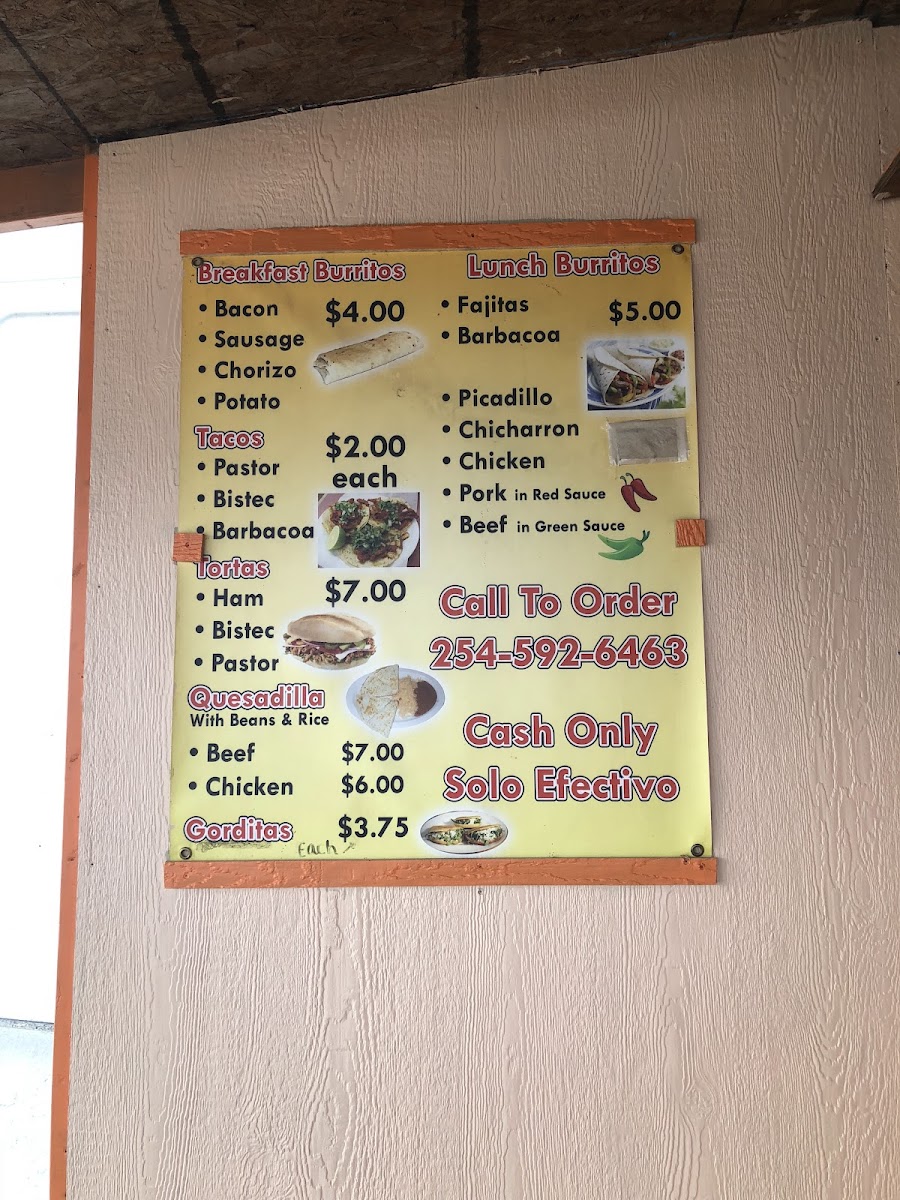 Breakfast Burritos
• Bacon $4.00
• Sausage
• Chorizo
• Potato
Tacos $2.00
each
• Pastor
• Bistec
• Barbacoa
Tortas $7.00
• Ham
• Bistec
• Pastor
Quesadilla
With Beans & Rice
• Beef $7.00
• Chicken $6.00
Gorditas $3.75
Each
Lunch Burritos
• Fajitas $5.00
• Barbacoa
• Picadillo
• Chicharron
• Chicken
• Pork in Red Sauce
• Beef in Green Sauce
Call To Order
254-592-6463
Cash Only
Solo Efectivo